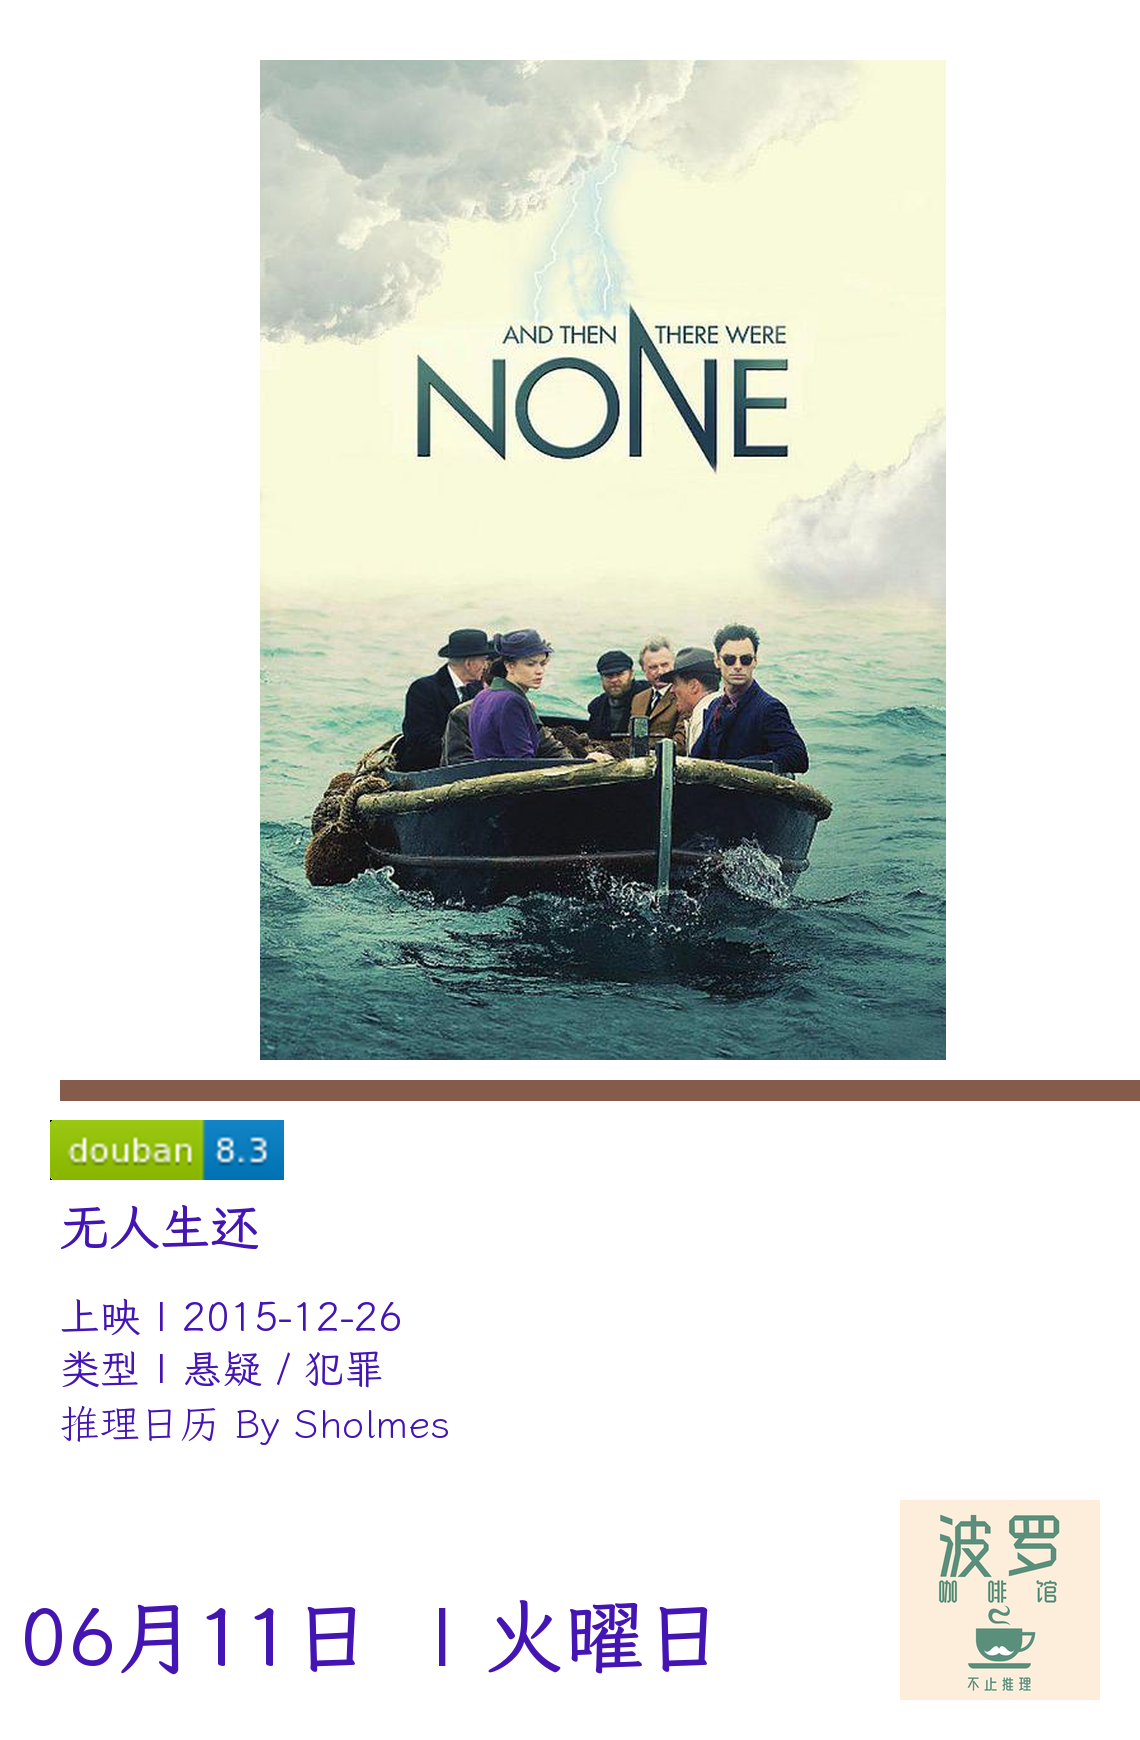 AND THEN THERE WERE
NONE
douban 8.3
无人生还
上映 | 2015-12-26
类型 | 悬疑 / 犯罪
推理日历 By Sholmes
06月11日 | 火曜日
波罗
咖啡馆
不止推理